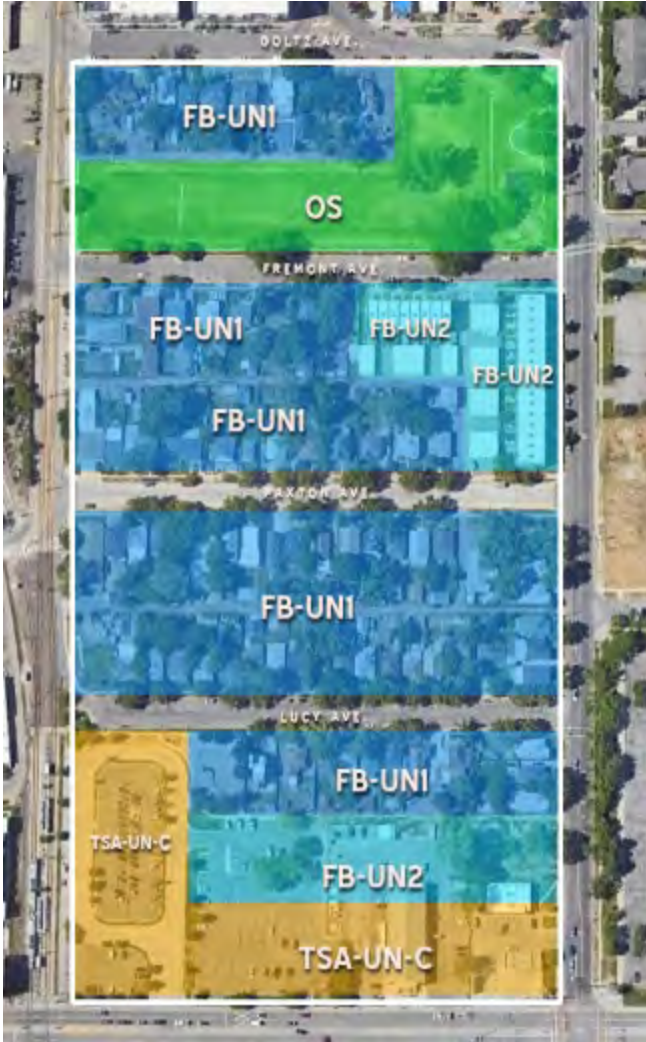 BOLTZ AVE.
FB-UN1
OS
FREMONT AVE.
FB-UN1
FB-UN2
FB-UN2
FB-UN1
PAXTON AVE.
FB-UN1
LUCY AVE.
FB-UN1
TSA-UN-C
FB-UN2
TSA-UN-C